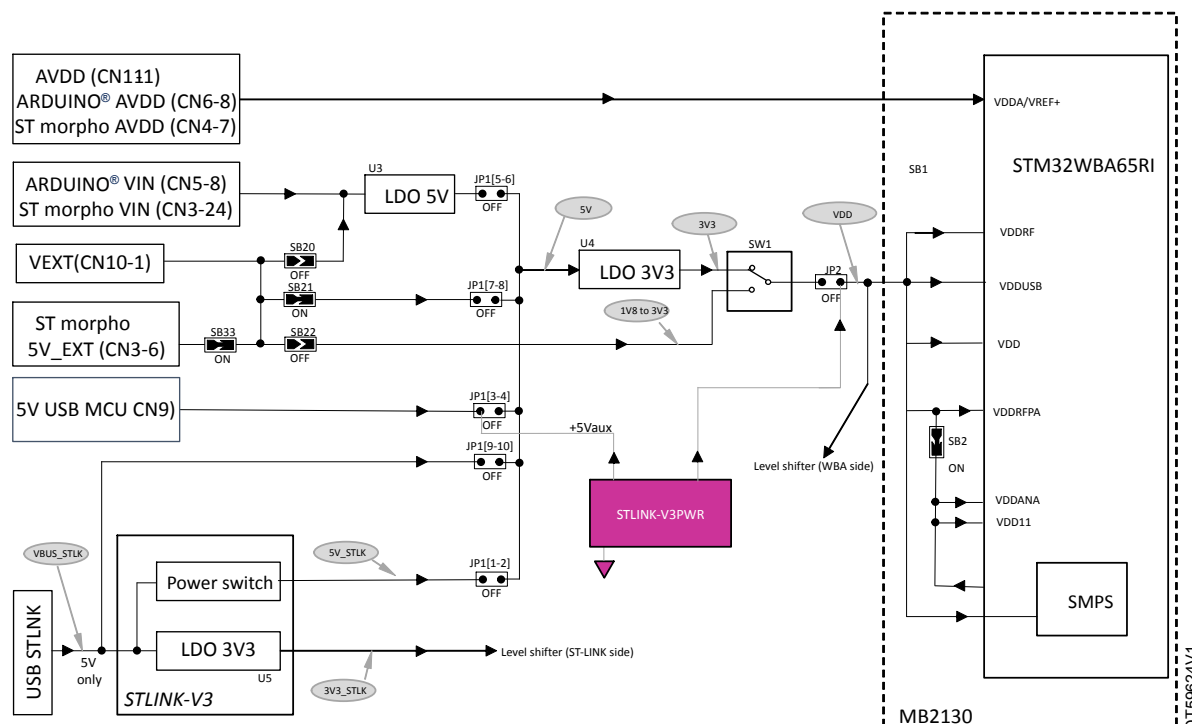 AVDD (CN111)
ARDUINO® AVDD (CN6-8)
ST morpho AVDD (CN4-7)
VDDA/VREF+
SB1
STM32WBA65RI
ARDUINO® VIN (CN5-8)
ST morpho VIN (CN3-24)
U3
LDO 5V
JP1[5-6]
OFF
5V
VDD
VEXT(CN10-1)
SB20
OFF
U4
LDO 3V3
3V3
SW1
JP2
OFF
VDDRF
VDDUSB
SB21
ON
JP1[7-8]
OFF
1V8 to 3V3
ST morpho
5V_EXT (CN3-6)
SB33
ON
SB22
OFF
VDD
5V USB MCU CN9)
JP1[3-4]
OFF
+5Vaux
VDDRFPA
SB2
ON
JP1[9-10]
OFF
Level shifter (WBA side)
STLINK-V3PWR
VDDANA
VDD11
VBUS_STLK
5V_STLK
JP1[1-2]
OFF
Power switch
SMPS
USB STLNK
5V
only
LDO 3V3
U5
STLINK-V3
3V3_STLK
Level shifter (ST-LINK side)
MB2130
DT59624V1